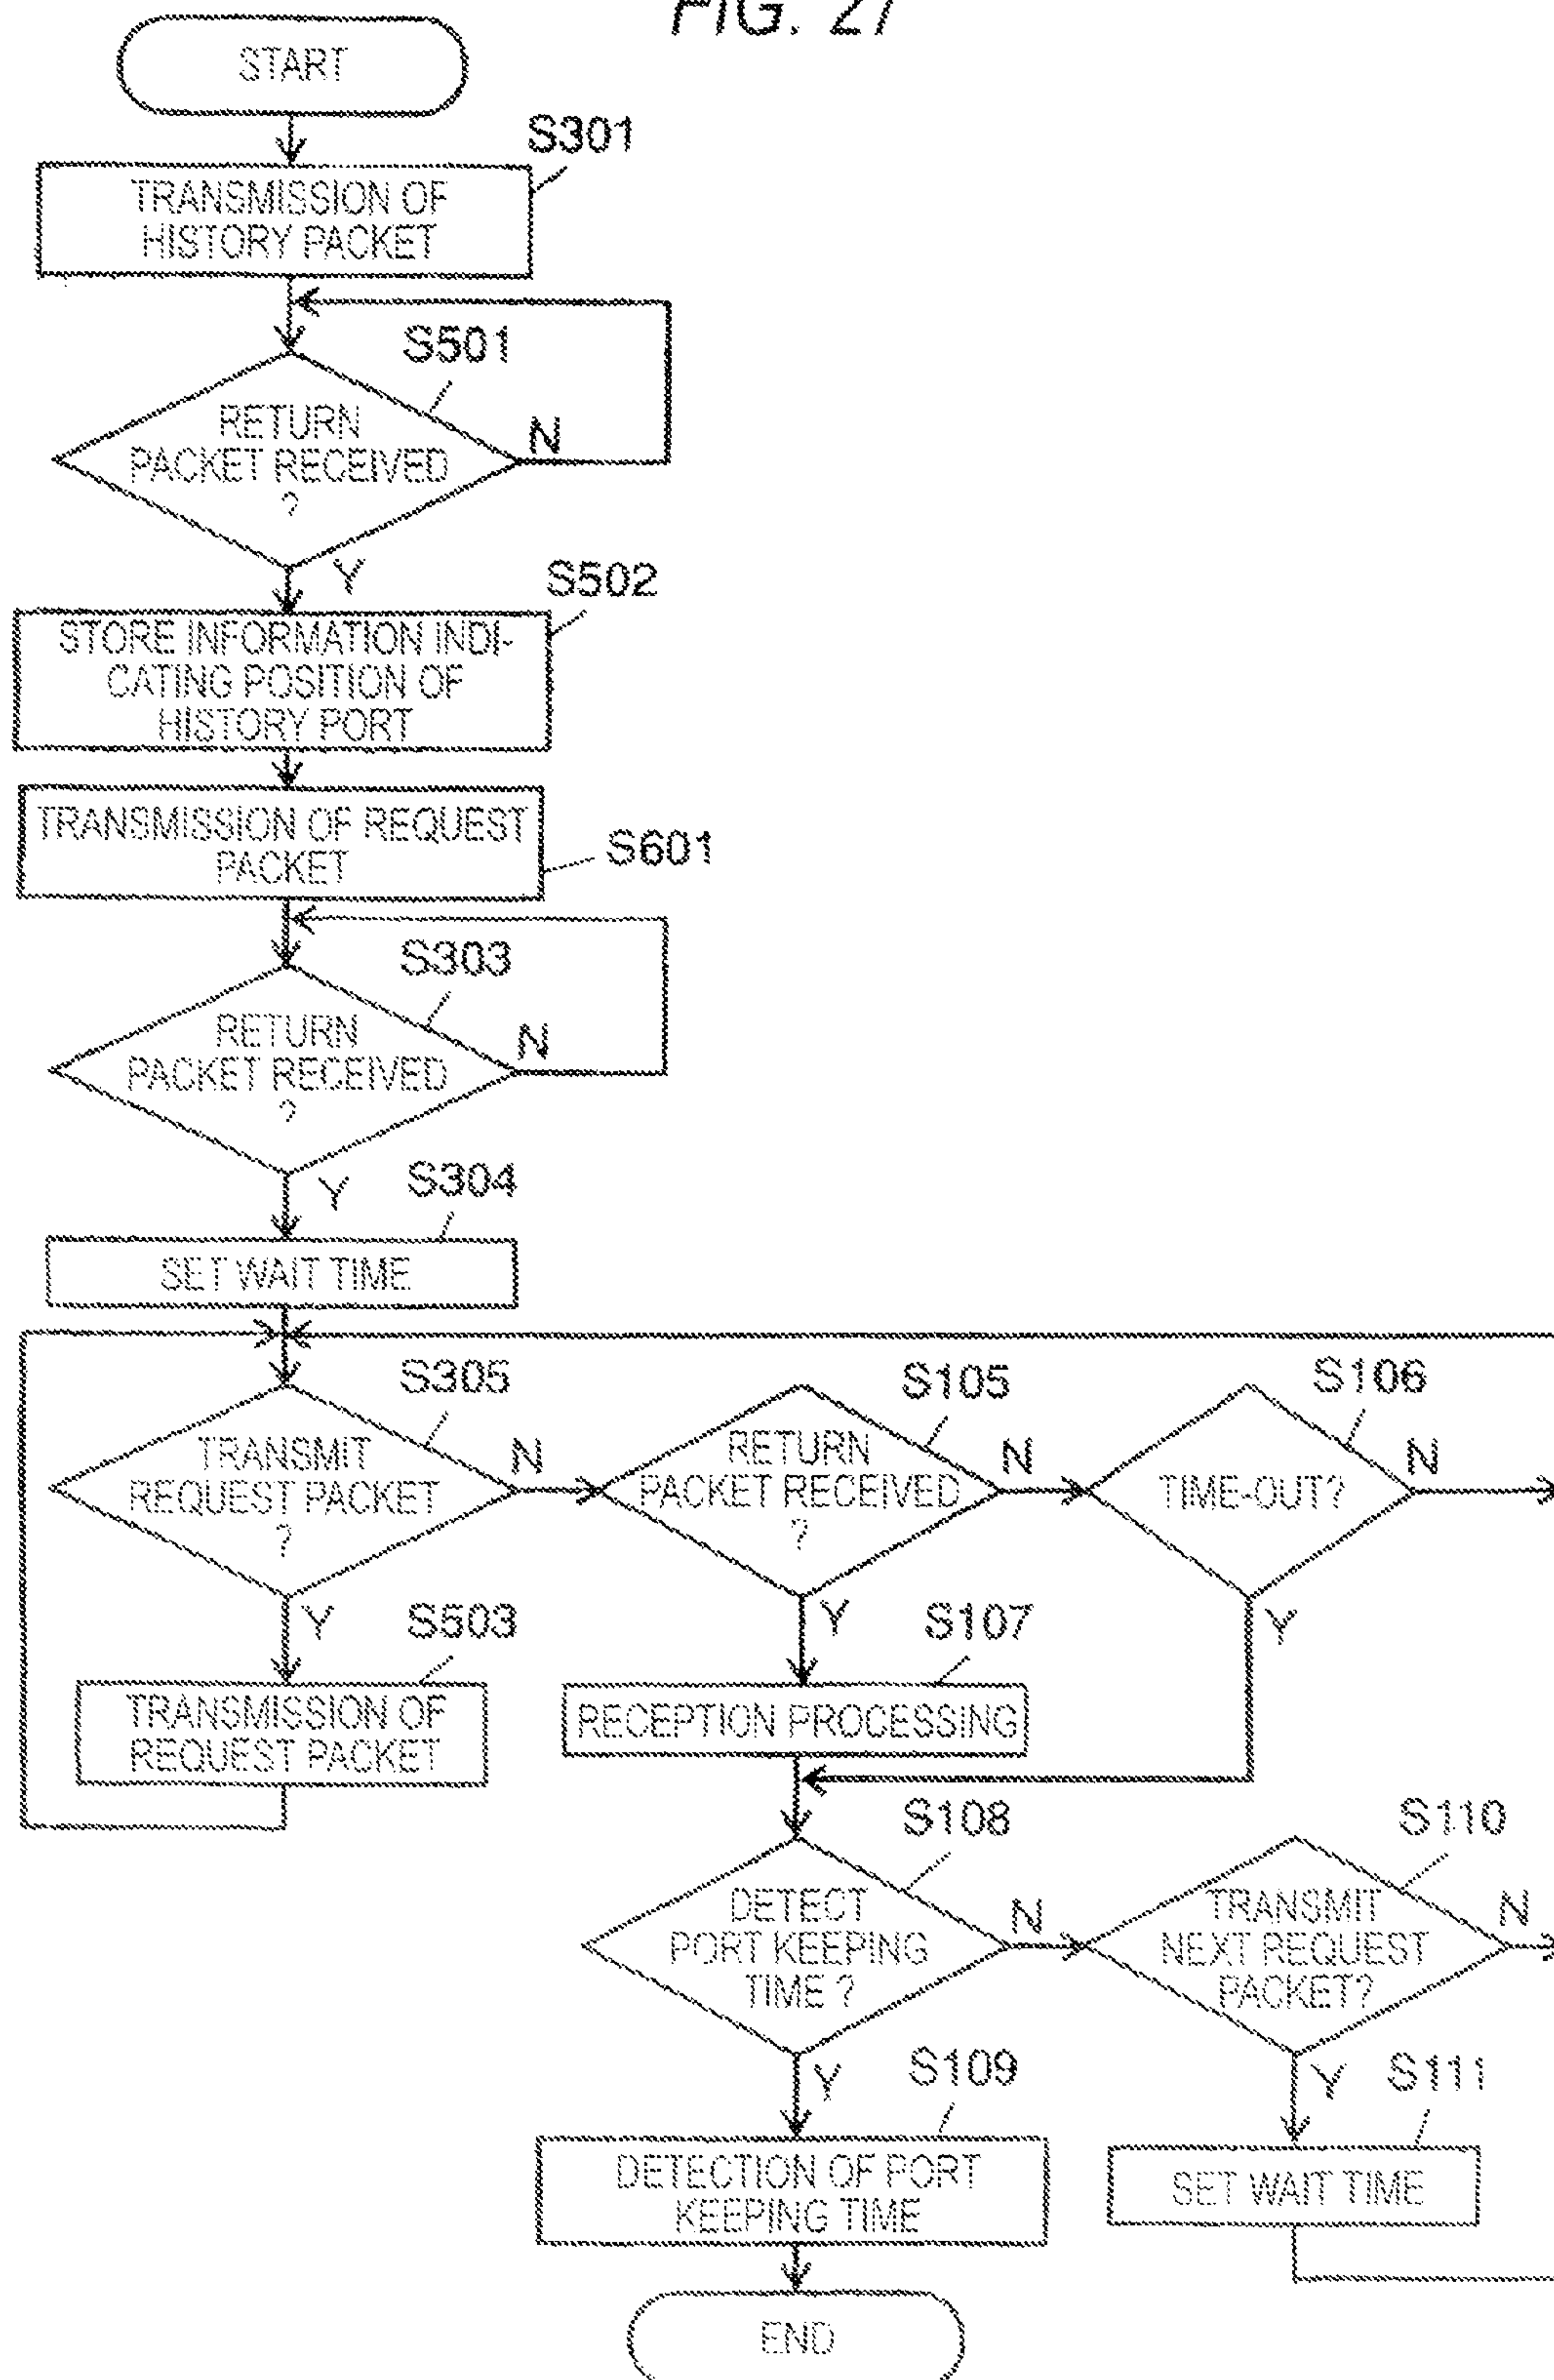 FIG. 27
START
S301
TRANSMISSION OF
HISTORY PACKET
S501
RETURN
PACKET RECEIVED
?
N
Y
S502
STORE INFORMATION INDI-
CATING POSITION OF
HISTORY PORT
TRANSMISSION OF REQUEST
PACKET
S601
S303
RETURN
PACKET RECEIVED
?
N
Y
S304
SET WAIT TIME
S305
TRANSMIT
REQUEST PACKET
?
N
Y
S105
RETURN
PACKET RECEIVED
?
N
Y
S106
TIME-OUT?
N
Y
S503
TRANSMISSION OF
REQUEST PACKET
S107
RECEPTION PROCESSING
S108
DETECT
PORT KEEPING
TIME ?
N
Y
S110
TRANSMIT
NEXT REQUEST
PACKET?
N
Y
S109
DETECTION OF PORT
KEEPING TIME
S111
SET WAIT TIME
END